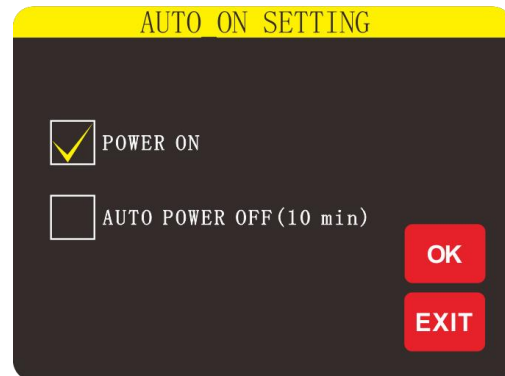 AUTO_ON SETTING
POWER ON
AUTO POWER OFF(10 min)
OK
EXIT